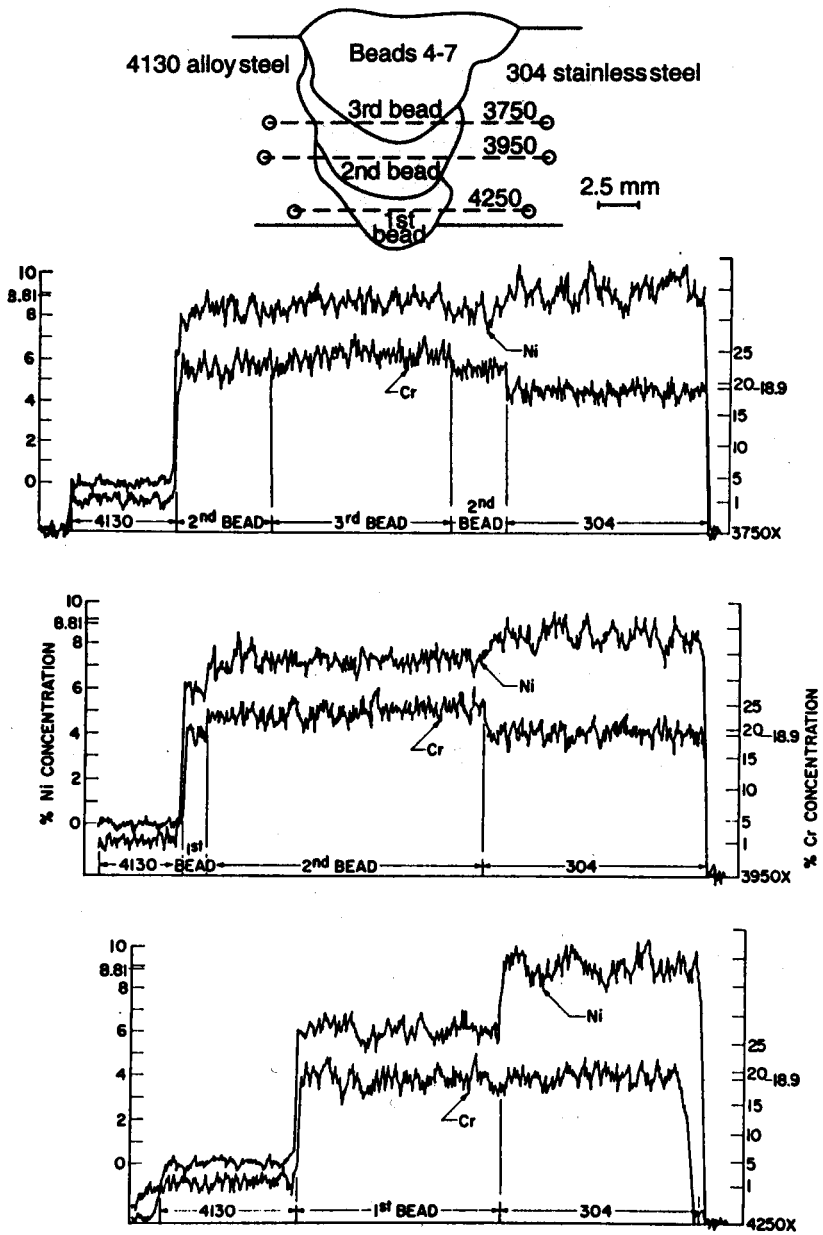 Beads 4-7
4130 alloy steel
304 stainless steel
3rd bead
3750
3950
2nd bead
4250
2.5 mm
1st
bead
10
8.81
8
6
4
2
0
Ni
Cr
25
20
18.9
15
10
5
1
4130
2nd BEAD
3rd BEAD
2nd
BEAD
304
3750X
% Ni CONCENTRATION
10
8.81
8
6
4
2
0
Ni
Cr
25
20
18.9
15
10
5
1
% Cr CONCENTRATION
4130
1st
BEAD
2nd BEAD
304
3950X
10
8.81
8
6
4
2
0
Ni
Cr
25
20
18.9
15
10
5
1
4130
1st BEAD
304
4250X